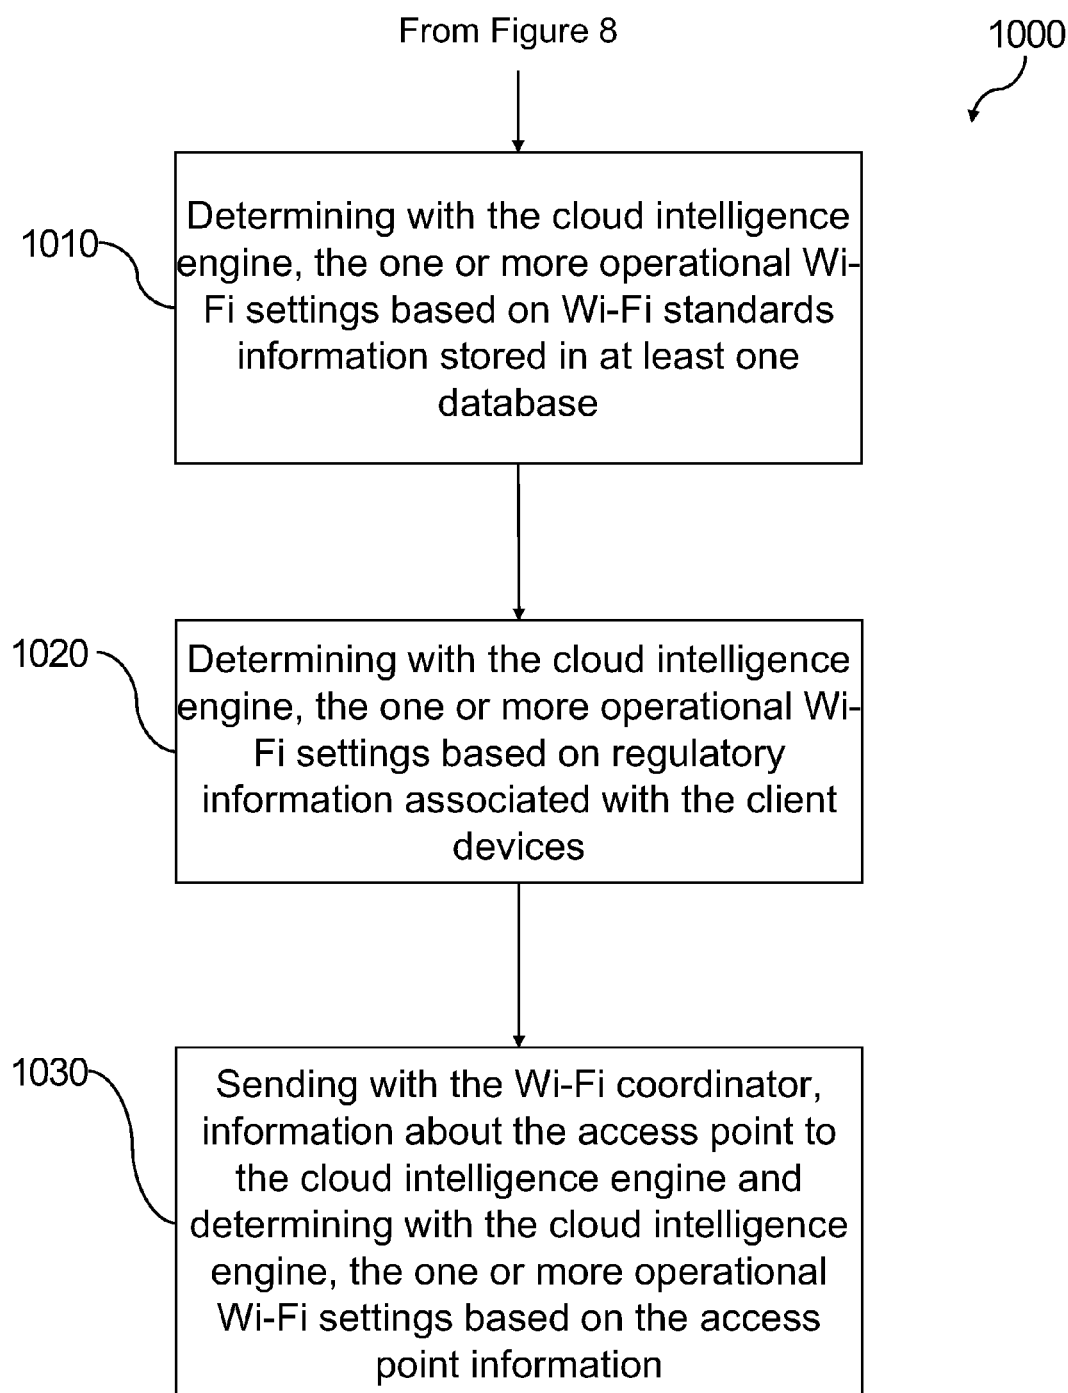 From Figure 8
1000
Determining with the cloud intelligence
1010
engine, the one or more operational Wi-
Fi settings based on Wi-Fi standards
information stored in at least one
database
1020
Determining with the cloud intelligence
engine, the one or more operational Wi-
Fi settings based on regulatory
information associated with the client
devices
1030
Sending with the Wi-Fi coordinator,
information about the access point to
the cloud intelligence engine and
determining with the cloud intelligence
engine, the one or more operational
Wi-Fi settings based on the access
point information